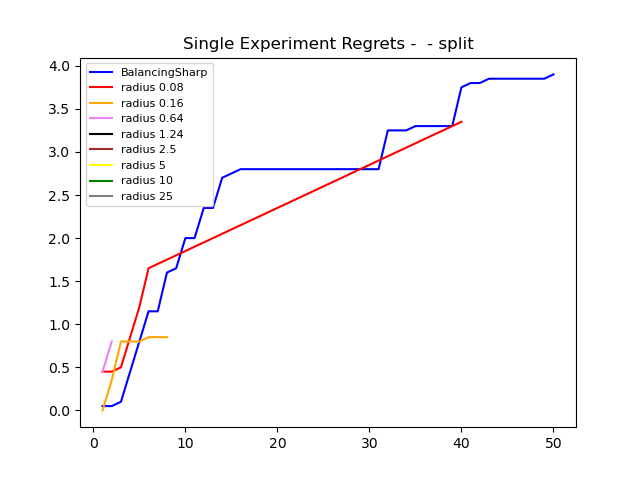 Single Experiment Regrets -  - split
BalancingSharp
radius 0.08
radius 0.16
radius 0.64
radius 1.24
radius 2.5
radius 5
radius 10
radius 25
4.0
3.5
3.0
2.5
2.0
1.5
1.0
0.5
0.0
0 10 20 30 40 50